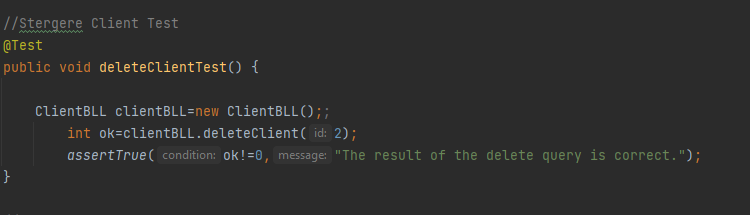 //Stergere Client Test
@Test
public void deleteClientTest() {
ClientBLL clientBLL=new ClientBLL();;
int ok=clientBLL.deleteClient( id: 2);
assertTrue( condition: ok!=0, message: "The result of the delete query is correct.");
}